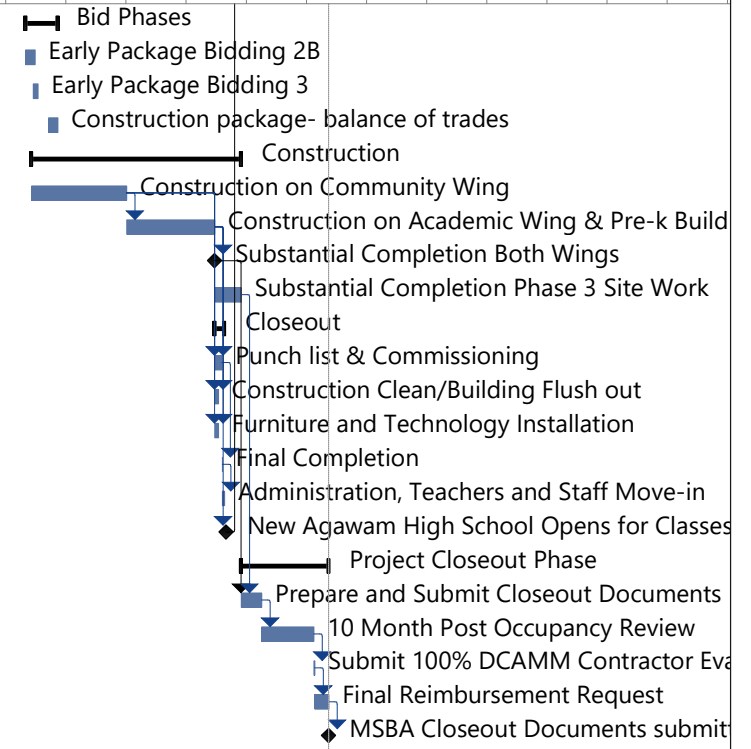 Bid Phases
Early Package Bidding 2B
Early Package Bidding 3
Construction package- balance of trades
Construction
Construction on Community Wing
Construction on Academic Wing & Pre-k Build
Substantial Completion Both Wings
Substantial Completion Phase 3 Site Work
Closeout
Punch list & Commissioning
Construction Clean/Building Flush out
Furniture and Technology Installation
Final Completion
Administration, Teachers and Staff Move-in
New Agawam High School Opens for Classes
Project Closeout Phase
Prepare and Submit Closeout Documents
10 Month Post Occupancy Review
Submit 100% DCAMM Contractor Eva
Final Reimbursement Request
MSBA Closeout Documents submit